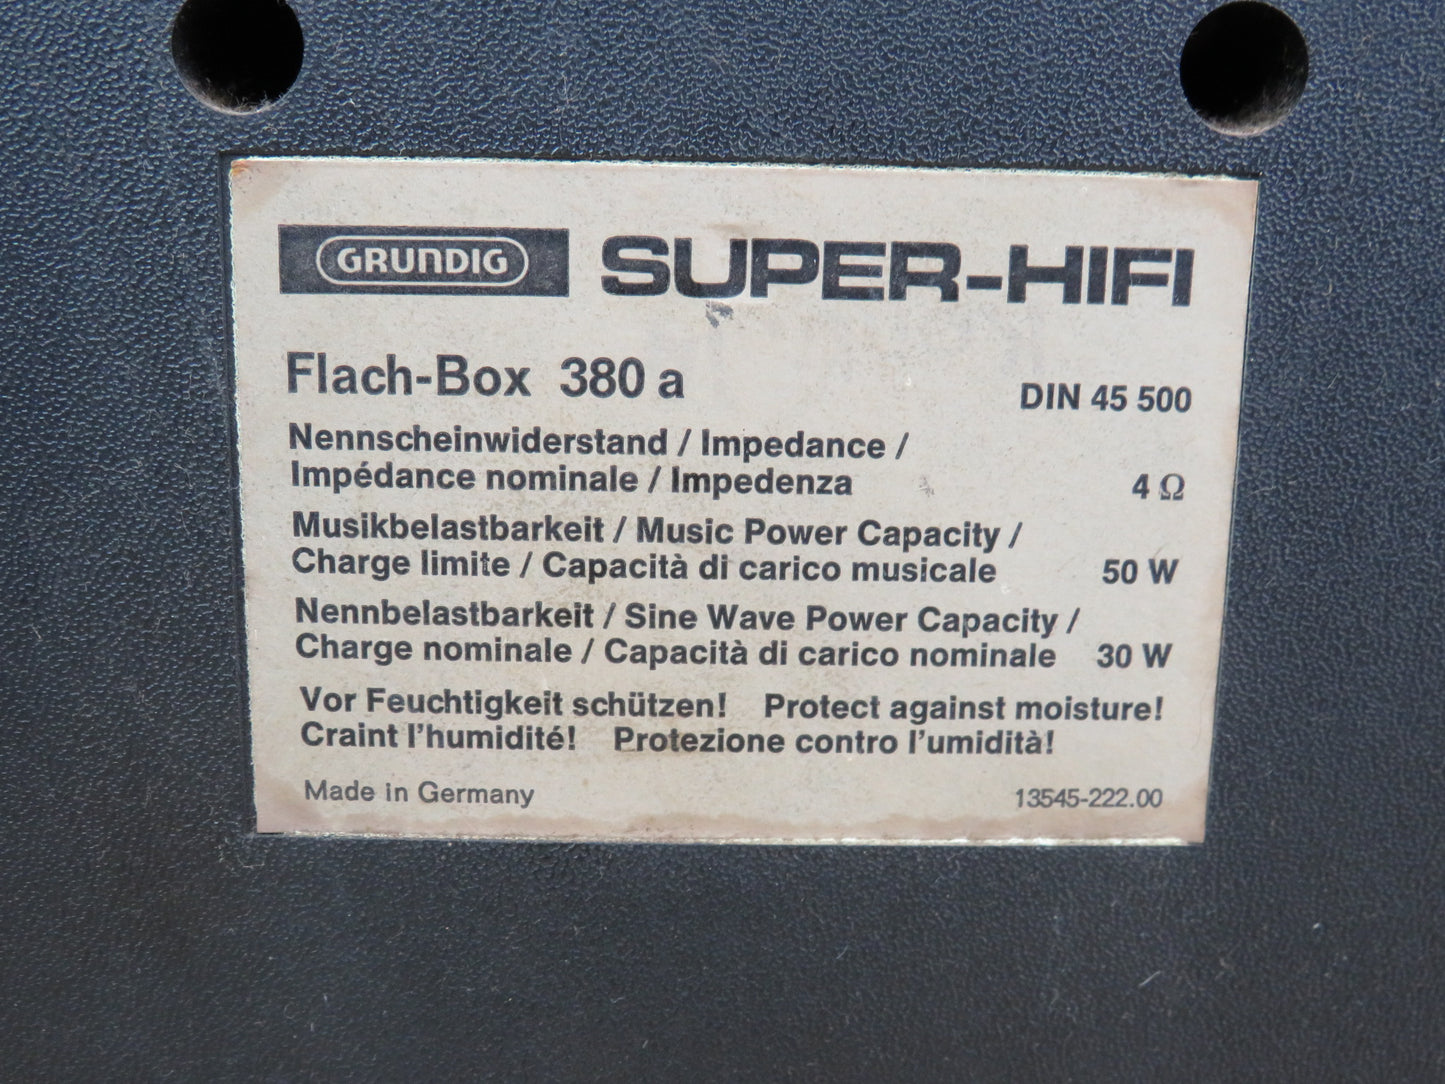 GRUNDIG SUPER-HIFI
Flach-Box 380 a DIN 45 500
Nennscheinwiderstand / Impedance /
Impédance nominale / Impedenza 4 Ω
Musikbelastbarkeit / Music Power Capacity /
Charge limite / Capacità di carico musicale 50 W
Nennbelastbarkeit / Sine Wave Power Capacity /
Charge nominale / Capacità di carico nominale 30 W
Vor Feuchtigkeit schützen! Protect against moisture!
Craint l'humidité! Protezione contro l'umidità!
Made in Germany 13545-222.00